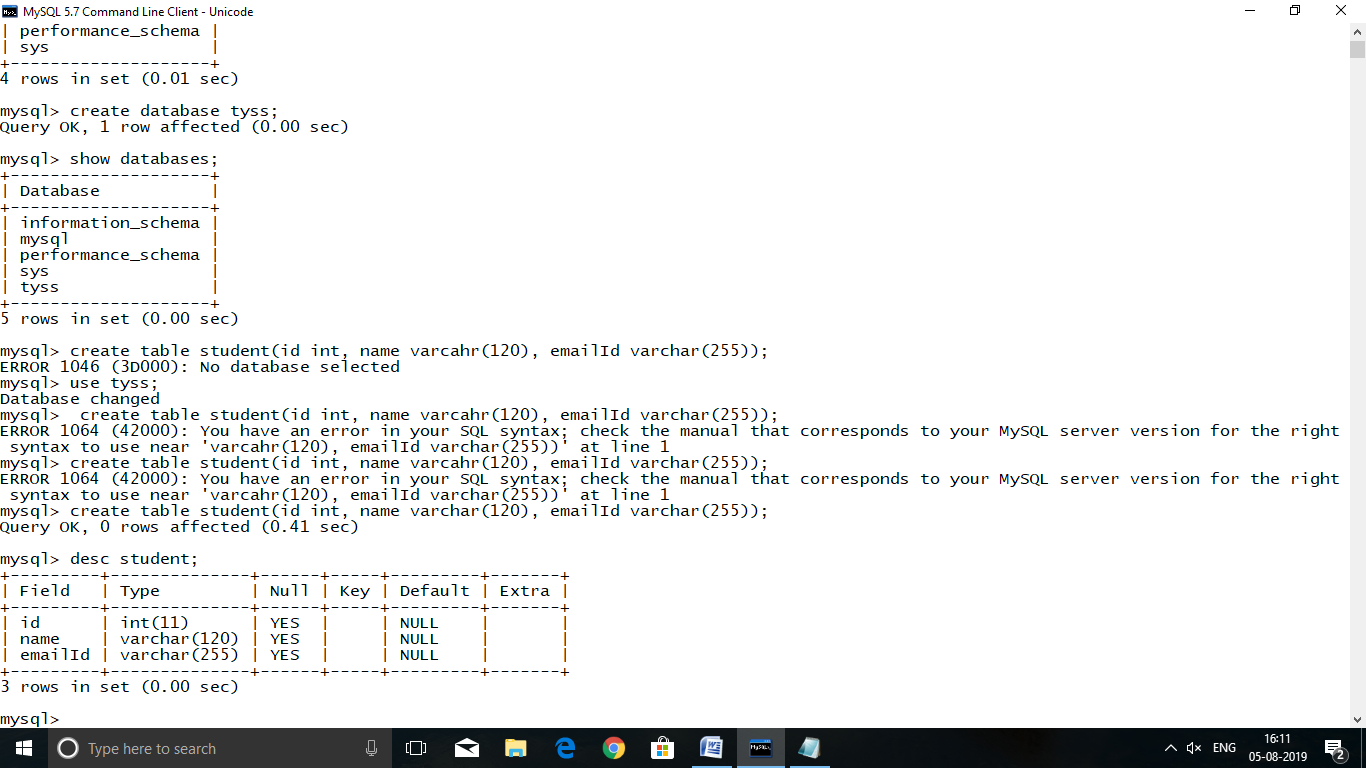 MySQL 5.7 Command Line Client - Unicode
| performance_schema |
| sys                |
+--------------------+
4 rows in set (0.01 sec)
mysql> create database tyss;
Query OK, 1 row affected (0.00 sec)
mysql> show databases;
+--------------------+
| Database           |
+--------------------+
| information_schema |
| mysql              |
| performance_schema |
| sys                |
| tyss               |
+--------------------+
5 rows in set (0.00 sec)
mysql> create table student(id int, name varcahr(120), emailId varchar(255));
ERROR 1046 (3D000): No database selected
mysql> use tyss;
Database changed
mysql>  create table student(id int, name varcahr(120), emailId varchar(255));
ERROR 1064 (42000): You have an error in your SQL syntax; check the manual that corresponds to your MySQL server version for the right
 syntax to use near 'varcahr(120), emailId varchar(255))' at line 1
mysql> create table student(id int, name varcahr(120), emailId varchar(255));
ERROR 1064 (42000): You have an error in your SQL syntax; check the manual that corresponds to your MySQL server version for the right
 syntax to use near 'varcahr(120), emailId varchar(255))' at line 1
mysql> create table student(id int, name varchar(120), emailId varchar(255));
Query OK, 0 rows affected (0.41 sec)
mysql> desc student;
+---------+--------------+------+-----+---------+-------+
| Field   | Type         | Null | Key | Default | Extra |
+---------+--------------+------+-----+---------+-------+
| id      | int(11)      | YES  |     | NULL    |       |
| name    | varchar(120) | YES  |     | NULL    |       |
| emailId | varchar(255) | YES  |     | NULL    |       |
+---------+--------------+------+-----+---------+-------+
3 rows in set (0.00 sec)
mysql>
Type here to search
ENG
16:11
05-08-2019
2